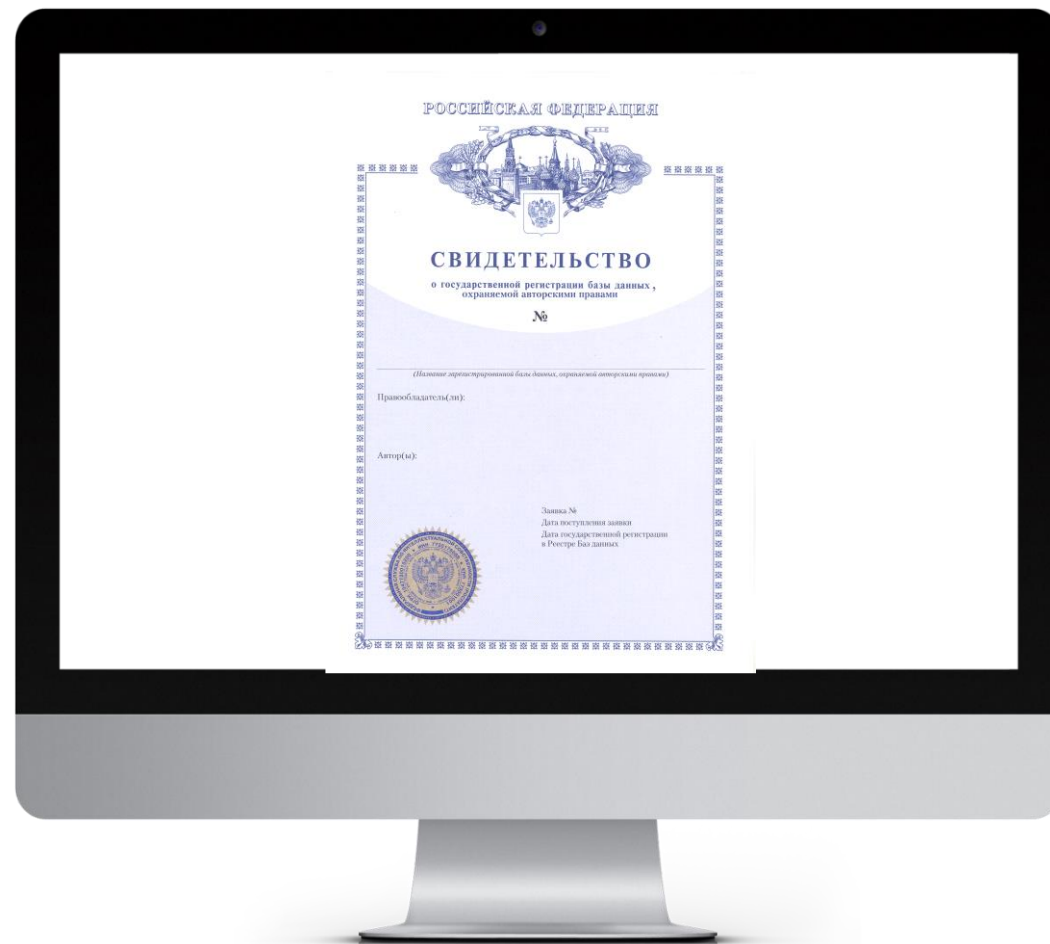 РОССИЙСКАЯ ФЕДЕРАЦИЯ
СВИДЕТЕЛЬСТВО
о государственной регистрации базы данных,
охраняемой авторскими правами
№
(Название зарегистрированной базы данных, охраняемой авторскими правами)
Правообладатель(ли):
Автор(ы):
Заявка №
Дата поступления заявки
Дата государственной регистрации
в Реестре Баз данных